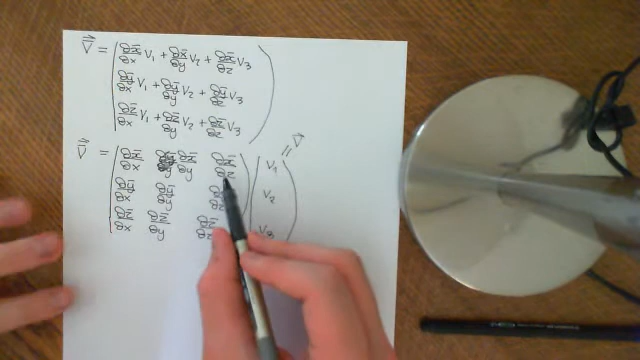 V̄⃗ = ( ∂x̄/∂x V₁ + ∂x̄/∂y V₂ + ∂x̄/∂z V₃ )
∂ȳ/∂x V₁ + ∂ȳ/∂y V₂ + ∂ȳ/∂z V₃
∂z̄/∂x V₁ + ∂z̄/∂y V₂ + ∂z̄/∂z V₃
V̄⃗ = ( ∂x̄/∂x ∂x̄/∂y ∂x̄/∂z ) ( V₁ ) = V⃗
∂ȳ/∂x ∂ȳ/∂y V₂
∂z̄/∂x ∂z̄/∂y ∂z̄/∂z V₃